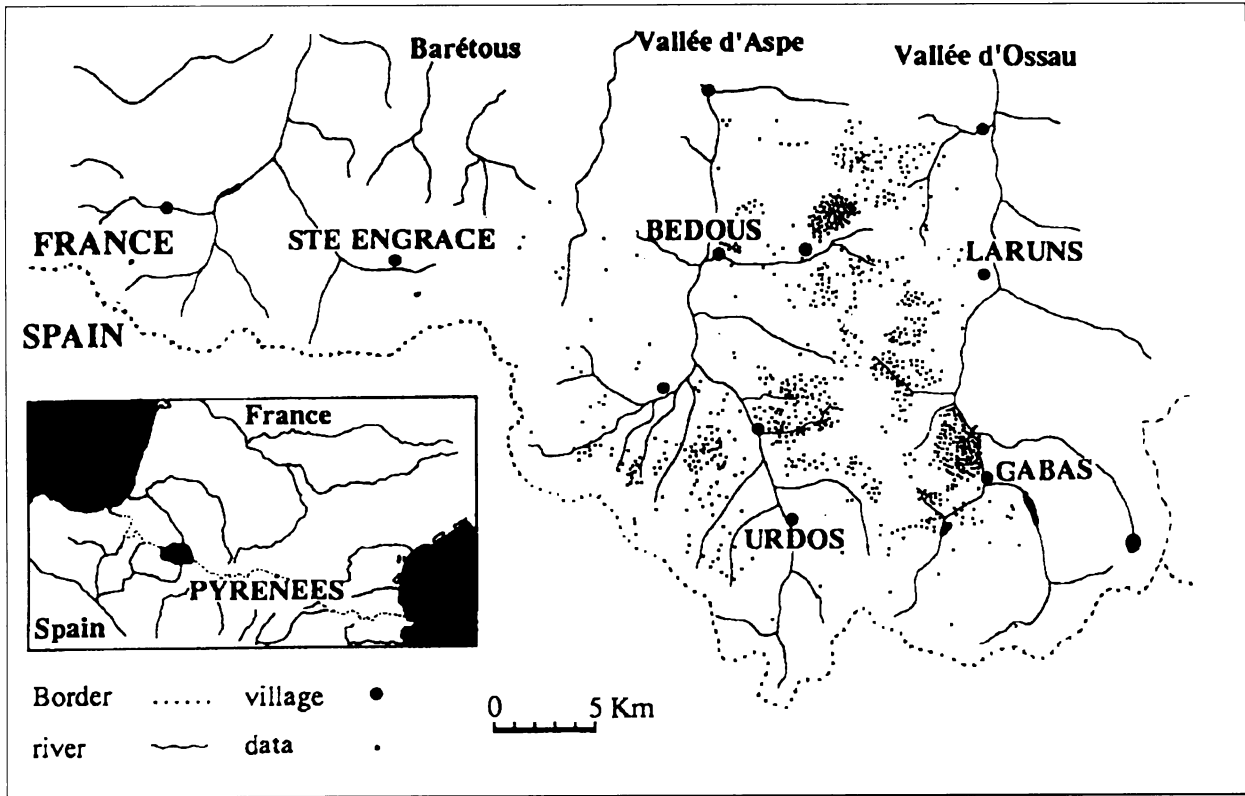 Barétous
Vallée d'Aspe
Vallée d'Ossau
FRANCE
STE ENGRACE
BEDOUS
LARUNS
SPAIN
France
GABAS
URDOS
PYRENEES
Spain
Border village
river data
0 5 Km